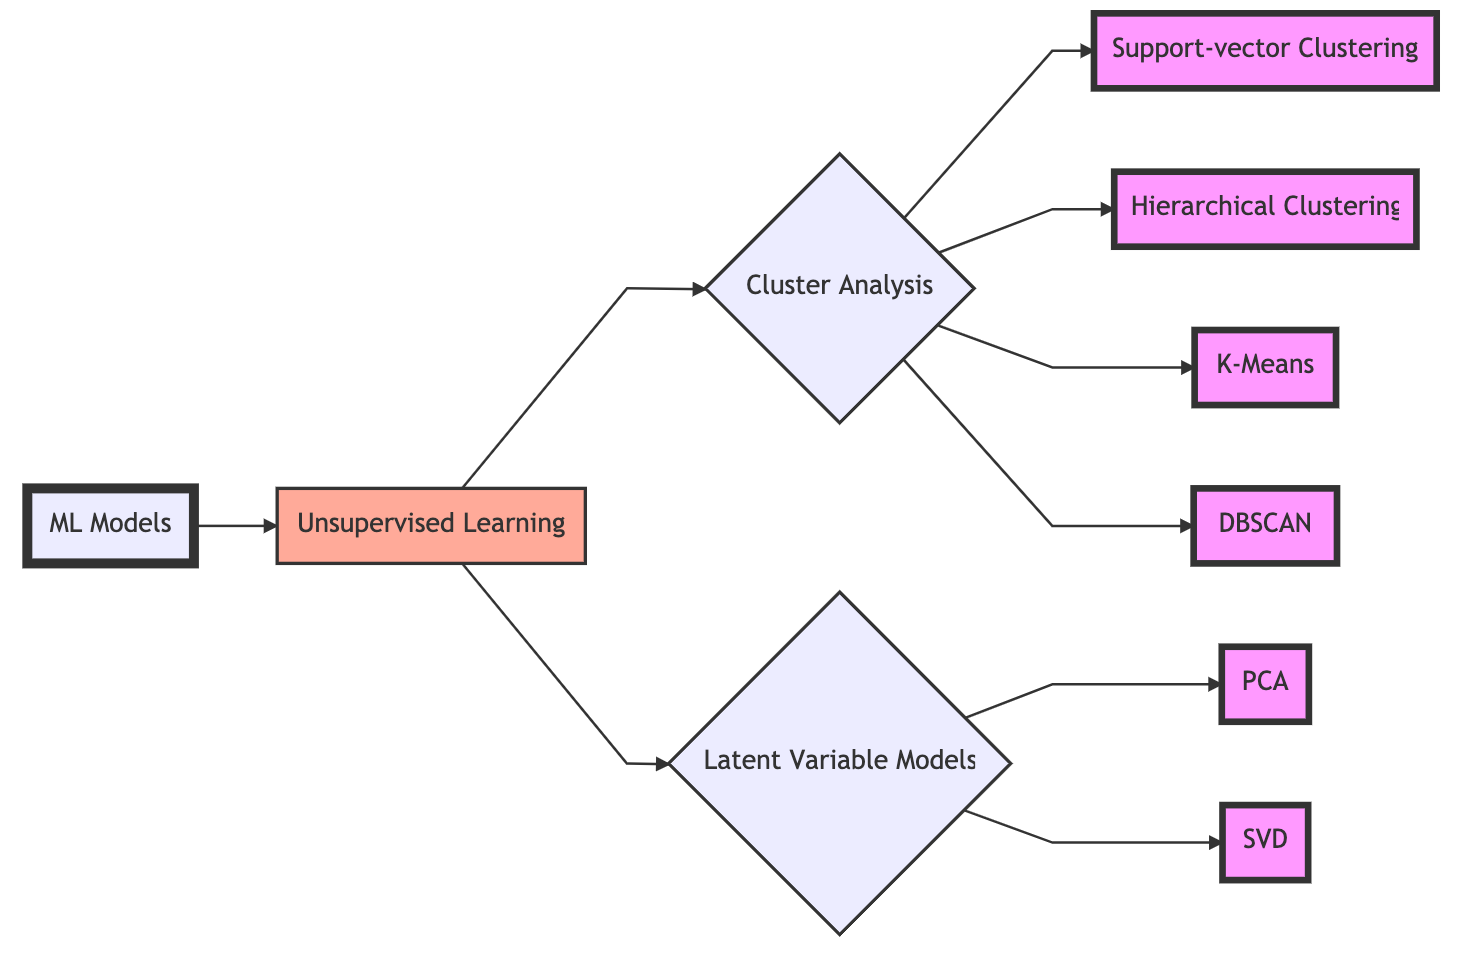 Support-vector Clustering
Hierarchical Clustering
Cluster Analysis
K-Means
ML Models
Unsupervised Learning
DBSCAN
PCA
Latent Variable Models
SVD